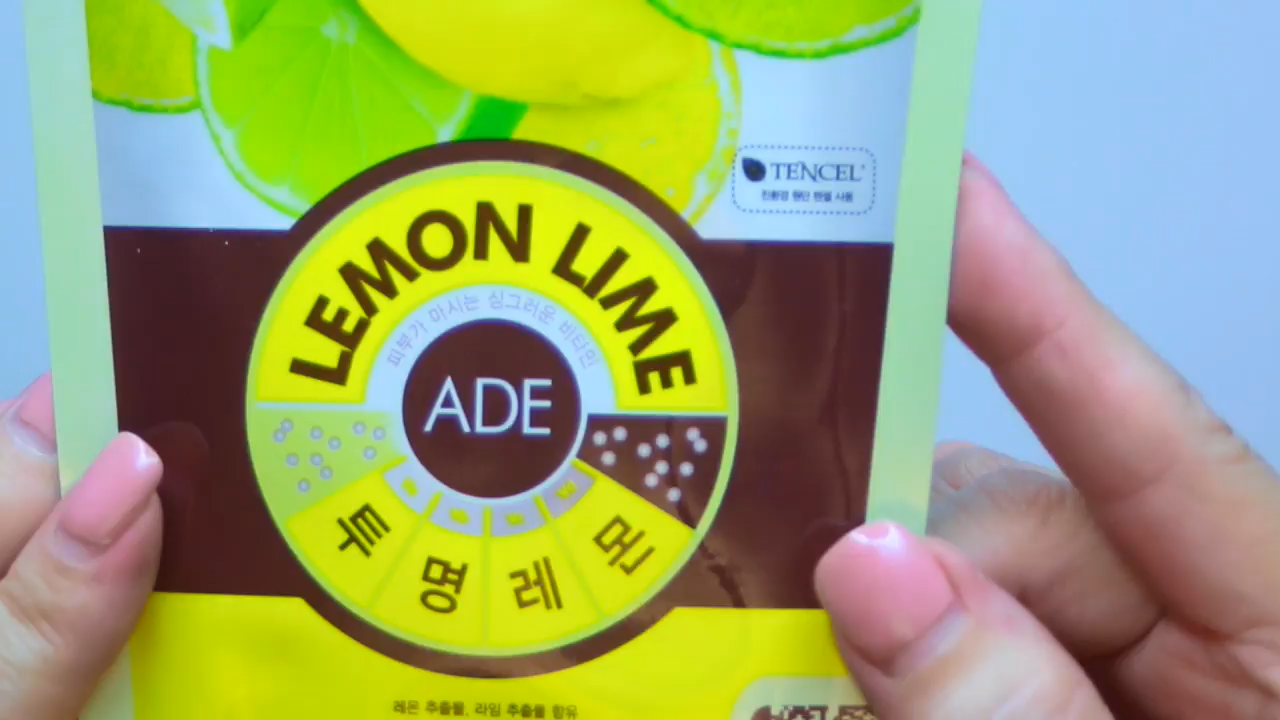 TENCEL
친환경 원단 텐셀 사용
LEMON LIME
피부가 마시는 싱그러운 비타민
ADE
투명레몬
레몬 추출물, 라임 추출물 함유